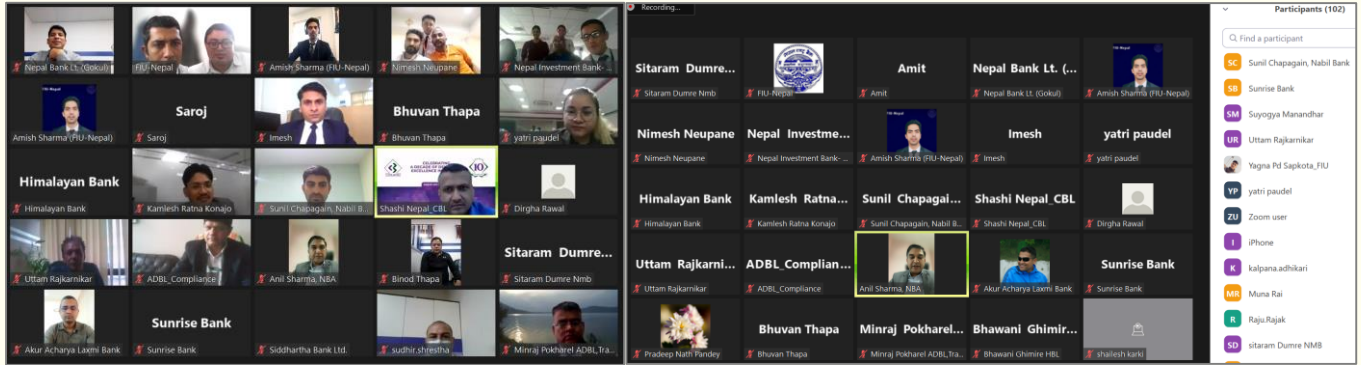 Nepal Bank Lt. (Gokul)
FIU-Nepal
Amish Sharma (FIU-Nepal)
Nimesh Neupane
Nepal Investment Bank-
Amish Sharma (FIU-Nepal)
Saroj
Saroj
Imesh
Bhuvan Thapa
Bhuvan Thapa
yatri paudel
Himalayan Bank
Himalayan Bank
Kamlesh Ratna Konajo
Sunil Chapagain, Nabil B...
CELEBRATING
Shashi Nepal_CBL
Dirgha Rawal
Uttam Rajkarnikar
ADBL_Compliance
Anil Sharma, NBA
Binod Thapa
Sitaram Dumre...
Sitaram Dumre Nmb
Akur Acharya Laxmi Bank
Sunrise Bank
Sunrise Bank
Siddhartha Bank Ltd.
sudhir.shrestha
Minraj Pokharel ADBL,Tra...
Recording...
Sitaram Dumre...
Sitaram Dumre Nmb
FIU-Nepal
Amit
Amit
Nepal Bank Lt. (...
Nepal Bank Lt. (Gokul)
Amish Sharma (FIU-Nepal)
Nimesh Neupane
Nimesh Neupane
Nepal Investme...
Nepal Investment Bank- ...
Amish Sharma (FIU-Nepal)
Imesh
Imesh
yatri paudel
yatri paudel
Himalayan Bank
Himalayan Bank
Kamlesh Ratna...
Kamlesh Ratna Konajo
Sunil Chapagai...
Sunil Chapagain, Nabil B...
Shashi Nepal_CBL
Shashi Nepal_CBL
Dirgha Rawal
Uttam Rajkarni...
Uttam Rajkarnikar
ADBL_Complian...
ADBL_Compliance
Anil Sharma, NBA
Akur Acharya Laxmi Bank
Sunrise Bank
Sunrise Bank
Pradeep Nath Pandey
Bhuvan Thapa
Bhuvan Thapa
Minraj Pokharel...
Minraj Pokharel ADBL,Tra...
Bhawani Ghimir...
Bhawani Ghimire HBL
shailesh karki
Participants (102)
Find a participant
SC Sunil Chapagain, Nabil Bank
SB Sunrise Bank
SM Suyogya Manandhar
UR Uttam Rajkarnikar
Yagna Pd Sapkota_FIU
YP yatri paudel
ZU Zoom user
I iPhone
K kalpana.adhikari
MR Muna Rai
R Raju.Rajak
SD sitaram Dumre NMB